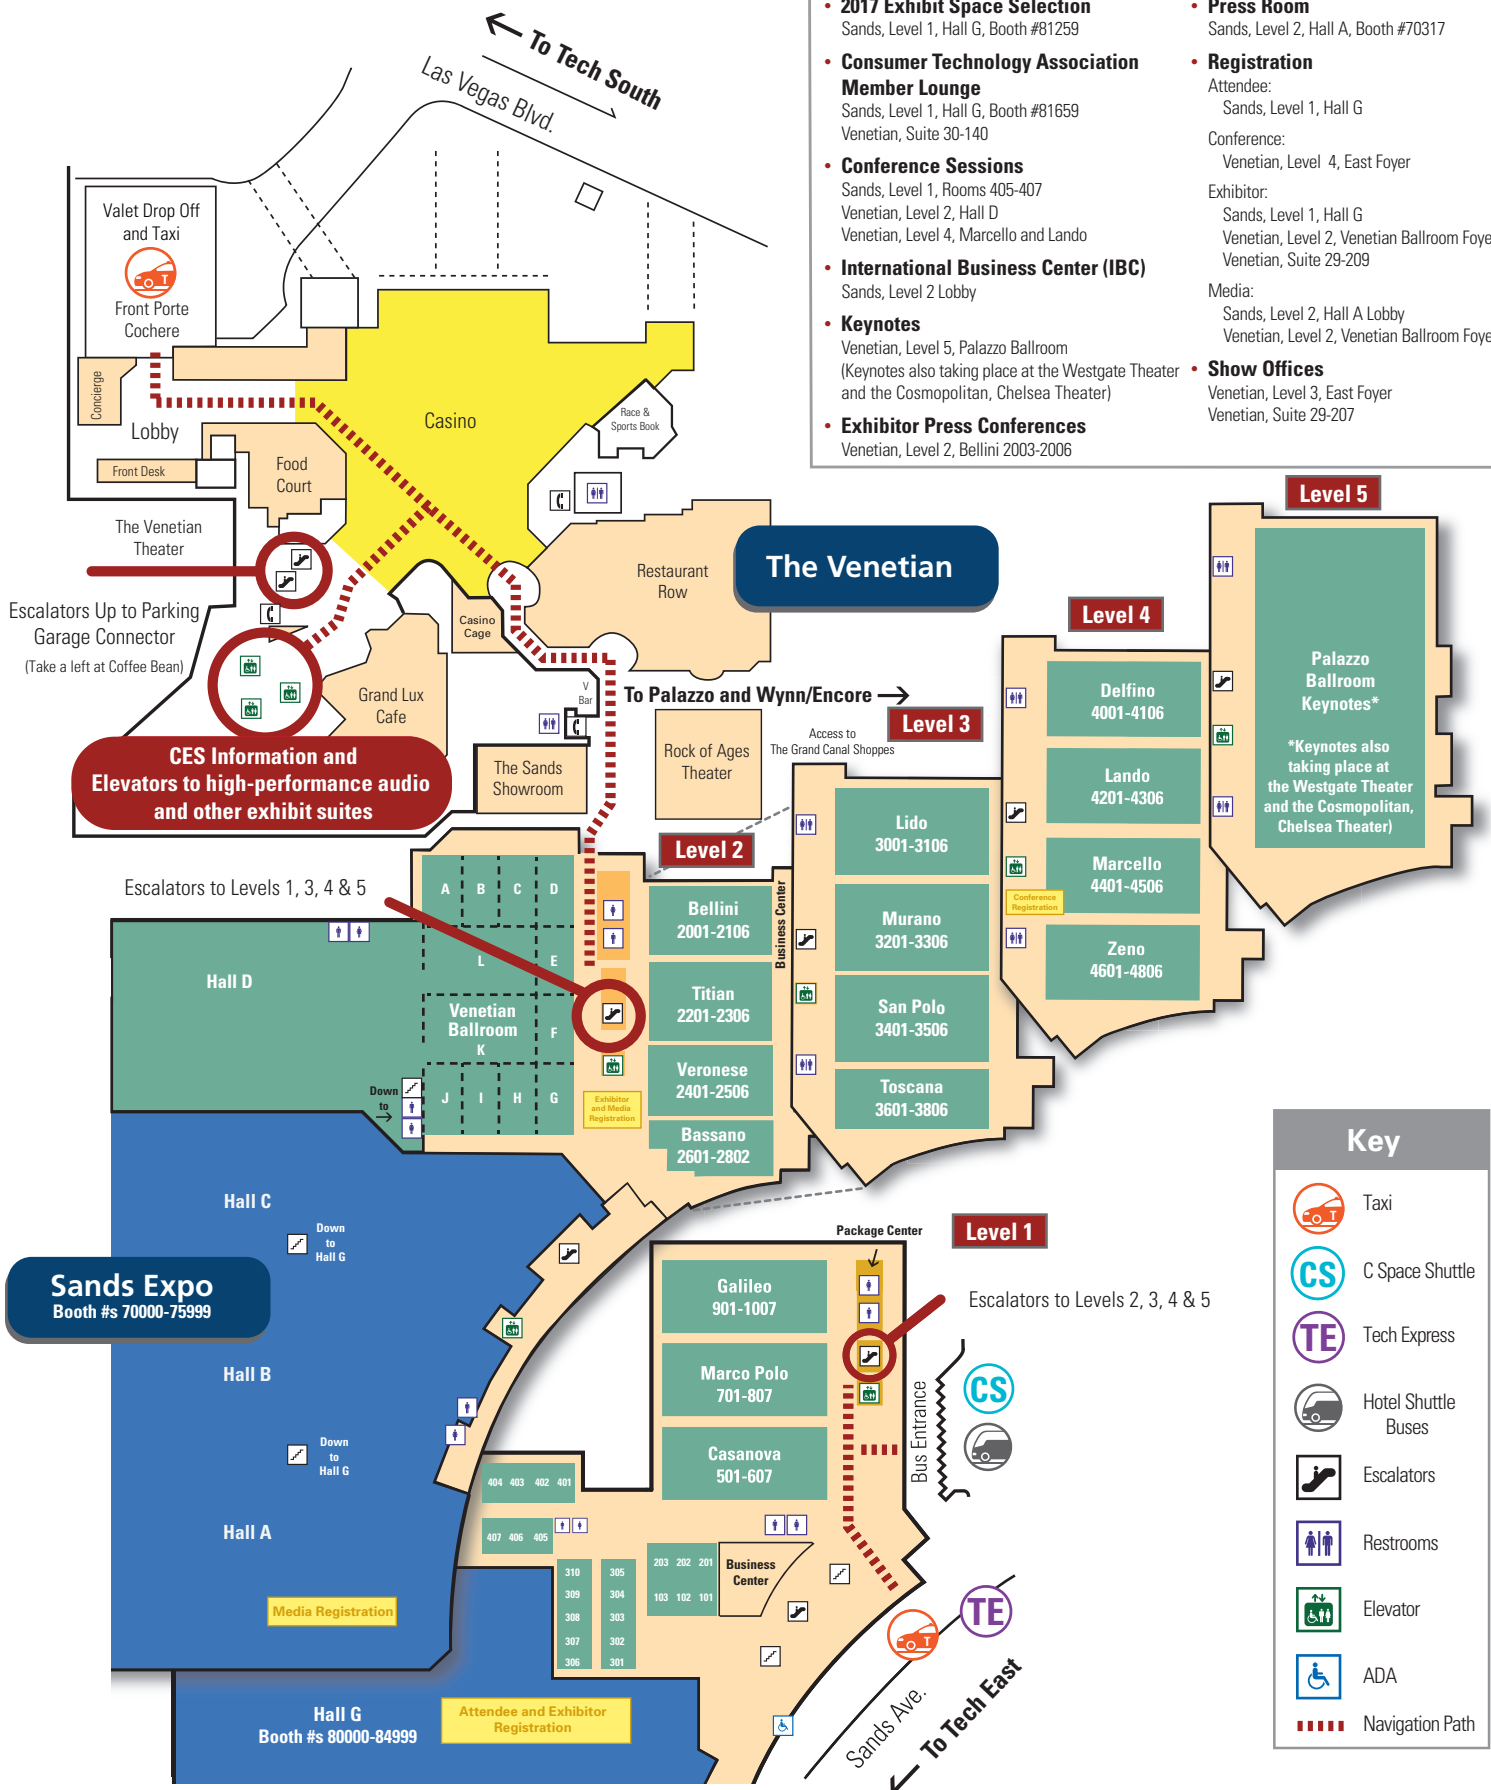 To Tech South
Las Vegas Blvd.
• 2017 Exhibit Space Selection
Sands, Level 1, Hall G, Booth #81259
• Consumer Technology Association
Member Lounge
Sands, Level 1, Hall G, Booth #81659
Venetian, Suite 30-140
• Conference Sessions
Sands, Level 1, Rooms 405-407
Venetian, Level 2, Hall D
Venetian, Level 4, Marcello and Lando
• International Business Center (IBC)
Sands, Level 2 Lobby
• Keynotes
Venetian, Level 5, Palazzo Ballroom
(Keynotes also taking place at the Westgate Theater
and the Cosmopolitan, Chelsea Theater)
• Exhibitor Press Conferences
Venetian, Level 2, Bellini 2003-2006
• Press Room
Sands, Level 2, Hall A, Booth #70317
• Registration
Attendee:
Sands, Level 1, Hall G
Conference:
Venetian, Level 4, East Foyer
Exhibitor:
Sands, Level 1, Hall G
Venetian, Level 2, Venetian Ballroom Foye
Venetian, Suite 29-209
Media:
Sands, Level 2, Hall A Lobby
Venetian, Level 2, Venetian Ballroom Foye
• Show Offices
Venetian, Level 3, East Foyer
Venetian, Suite 29-207
Valet Drop Off
and Taxi
T
Front Porte
Cochere
Concierge
Lobby
Front Desk
Food
Court
Casino
Race &
Sports Book
The Venetian
Theater
Escalators Up to Parking
Garage Connector
(Take a left at Coffee Bean)
Casino
Cage
Restaurant
Row
The Venetian
Grand Lux
Cafe
V
Bar
To Palazzo and Wynn/Encore
CES Information and
Elevators to high-performance audio
and other exhibit suites
The Sands
Showroom
Rock of Ages
Theater
Access to
The Grand Canal Shoppes
Level 5
Palazzo
Ballroom
Keynotes*
*Keynotes also
taking place at
the Westgate Theater
and the Cosmopolitan,
Chelsea Theater)
Level 4
Delfino
4001-4106
Lando
4201-4306
Marcello
4401-4506
Conference
Registration
Zeno
4601-4806
Level 3
Lido
3001-3106
Murano
3201-3306
San Polo
3401-3506
Toscana
3601-3806
Level 2
Escalators to Levels 1, 3, 4 & 5
A B C D
L E
Venetian
Ballroom
K
F
J I H G
Bellini
2001-2106
Business Center
Titian
2201-2306
Veronese
2401-2506
Bassano
2601-2802
Exhibitor
and Media
Registration
Hall D
Down
to
Hall C
Down
to
Hall G
Sands Expo
Booth #s 70000-75999
Hall B
Down
to
Hall G
Hall A
Media Registration
Hall G
Booth #s 80000-84999
Attendee and Exhibitor
Registration
Level 1
Package Center
Galileo
901-1007
Marco Polo
701-807
Casanova
501-607
Escalators to Levels 2, 3, 4 & 5
Bus Entrance
CS
404 403 402 401
407 406 405
310 305
309 304
308 303
307 302
306 301
203 202 201
103 102 101
Business
Center
TE
T
Sands Ave.
To Tech East
Key
T
Taxi
CS
C Space Shuttle
TE
Tech Express
Hotel Shuttle
Buses
Escalators
Restrooms
Elevator
ADA
Navigation Path